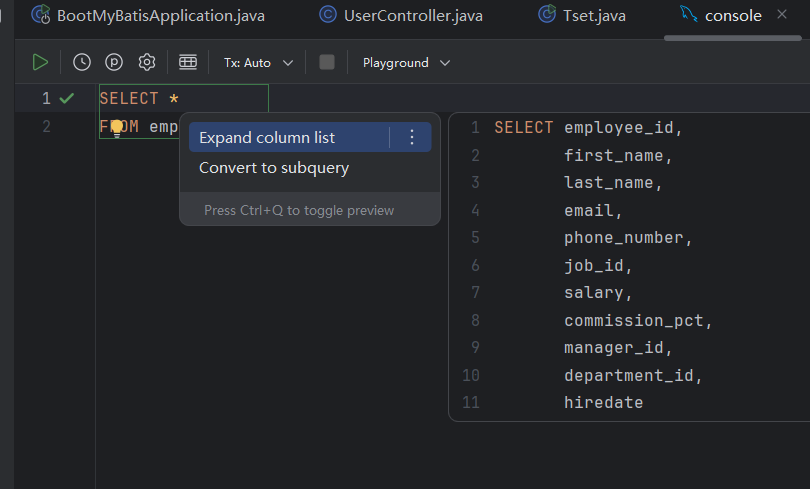 BootMyBatisApplication.java UserController.java Tset.java console
Tx: Auto Playground
1 SELECT *
2 FROM emp
Expand column list
Convert to subquery
Press Ctrl+Q to toggle preview
1 SELECT employee_id,
2 first_name,
3 last_name,
4 email,
5 phone_number,
6 job_id,
7 salary,
8 commission_pct,
9 manager_id,
10 department_id,
11 hiredate